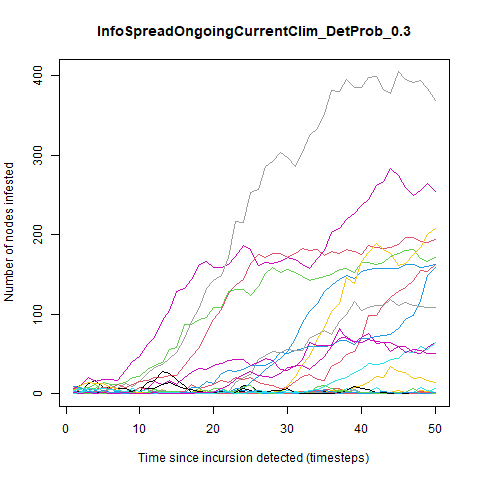 InfoSpreadOngoingCurrentClim_DetProb_0.3
Number of nodes infested
400
300
200
100
0
0 10 20 30 40 50
Time since incursion detected (timesteps)